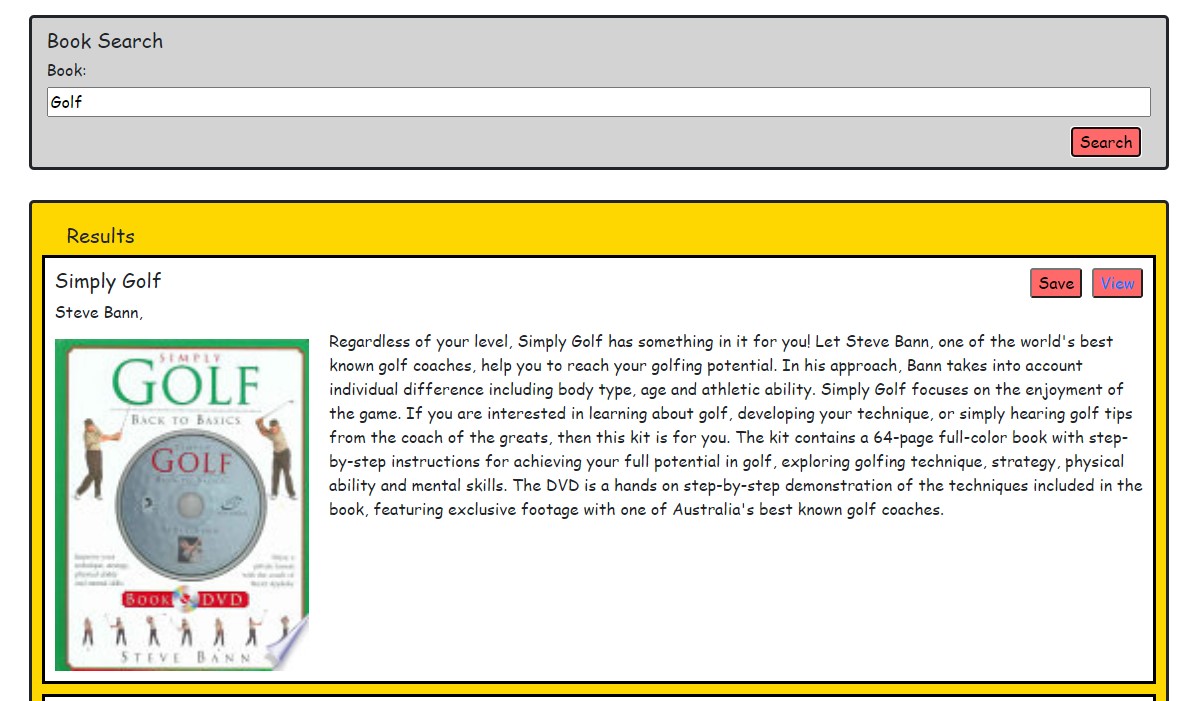 Book Search
Book:
Golf
Search
Results
Simply Golf
Save
View
Steve Bann,
Regardless of your level, Simply Golf has something in it for you! Let Steve Bann, one of the world's best
known golf coaches, help you to reach your golfing potential. In his approach, Bann takes into account
individual difference including body type, age and athletic ability. Simply Golf focuses on the enjoyment of
the game. If you are interested in learning about golf, developing your technique, or simply hearing golf tips
from the coach of the greats, then this kit is for you. The kit contains a 64-page full-color book with step-
by-step instructions for achieving your full potential in golf, exploring golfing technique, strategy, physical
ability and mental skills. The DVD is a hands on step-by-step demonstration of the techniques included in the
book, featuring exclusive footage with one of Australia's best known golf coaches.
SIMPLY
GOLF
BACK TO BASICS
SIMPLY
GOLF
BACK TO BASICS
BOOK & DVD
STEVE BANN